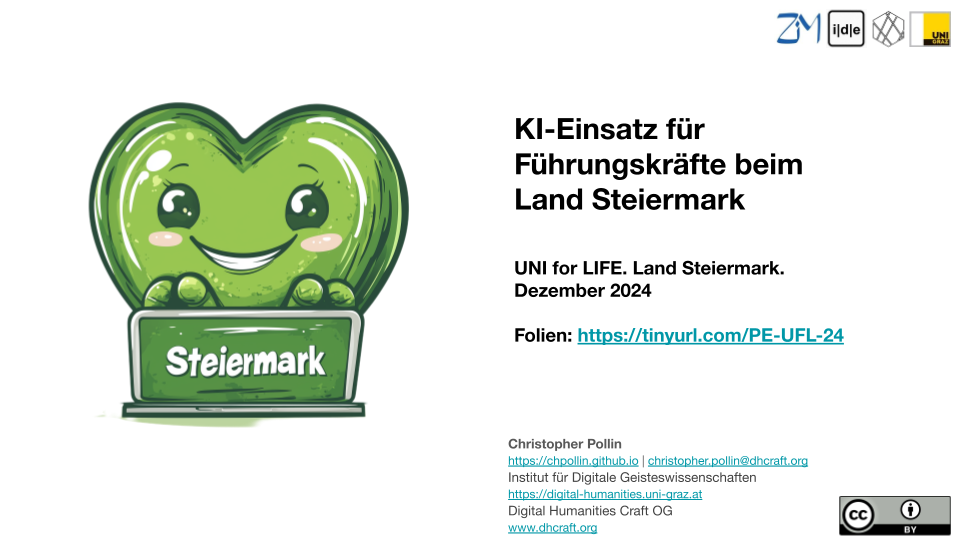 ZIM
i|d|e
UNI
GRAZ
KI-Einsatz für
Führungskräfte beim
Land Steiermark
UNI for LIFE. Land Steiermark.
Dezember 2024
Folien: https://tinyurl.com/PE-UFL-24
Steiermark
Christopher Pollin
https://chpollin.github.io | christopher.pollin@dhcraft.org
Institut für Digitale Geisteswissenschaften
https://digital-humanities.uni-graz.at
Digital Humanities Craft OG
www.dhcraft.org
cc
BY